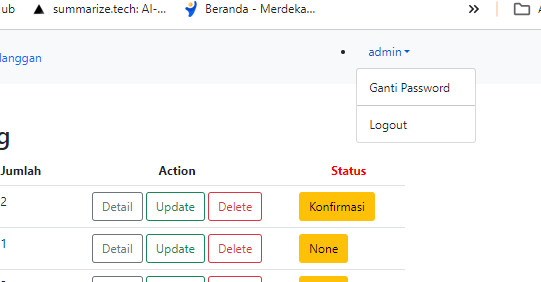 ub summarize.tech: AI-... Beranda - Merdeka... »
langgan
admin
Ganti Password
Logout
g
Jumlah Action Status
2 Detail Update Delete Konfirmasi
1 Detail Update Delete None